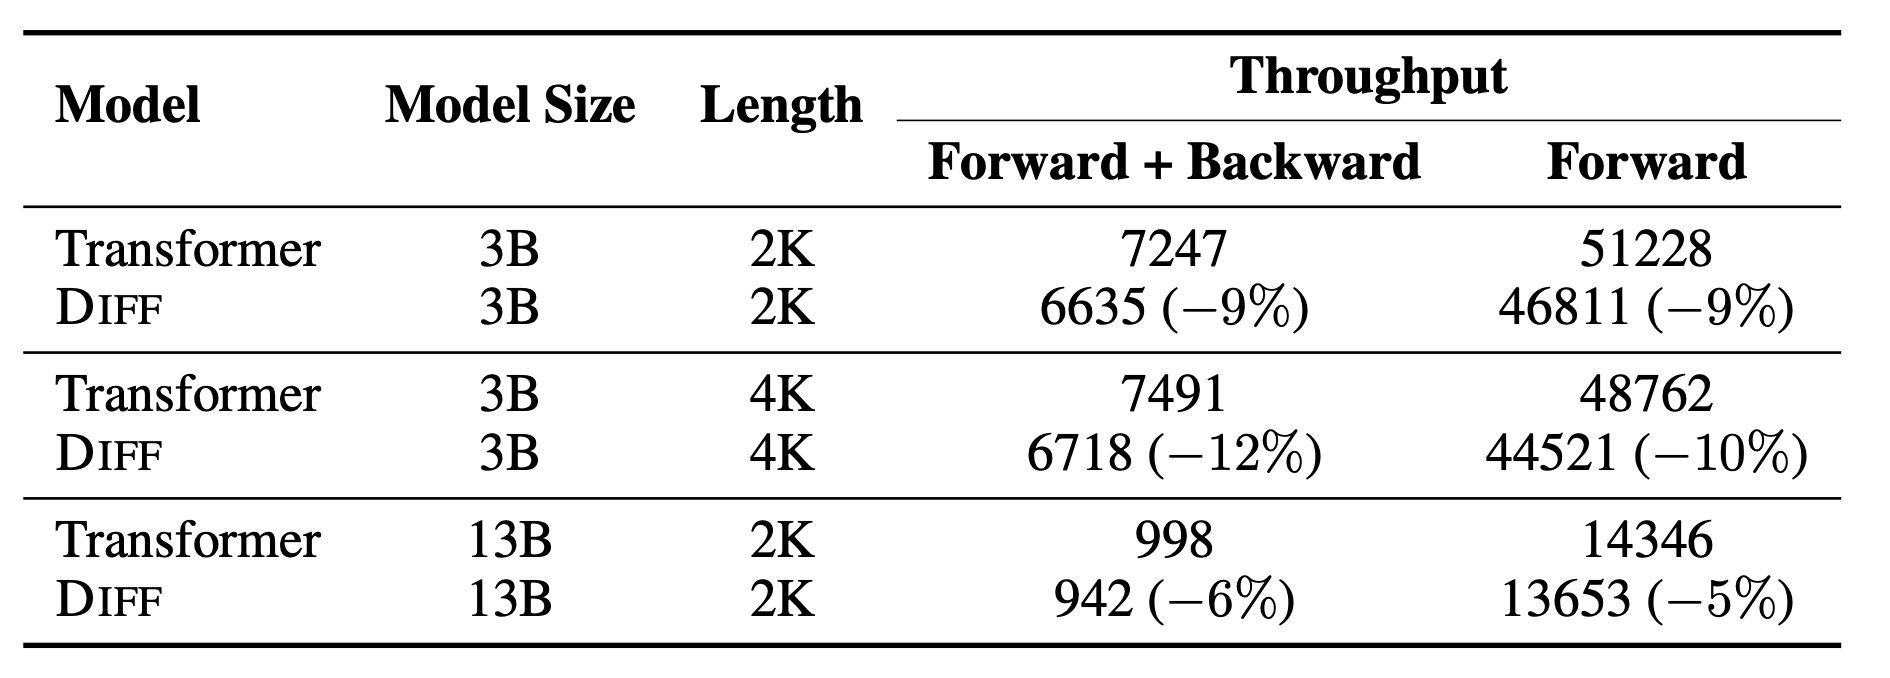 Model Model Size Length Throughput
Forward + Backward Forward
Transformer 3B 2K 7247 51228
DIFF 3B 2K 6635 (−9%) 46811 (−9%)
Transformer 3B 4K 7491 48762
DIFF 3B 4K 6718 (−12%) 44521 (−10%)
Transformer 13B 2K 998 14346
DIFF 13B 2K 942 (−6%) 13653 (−5%)